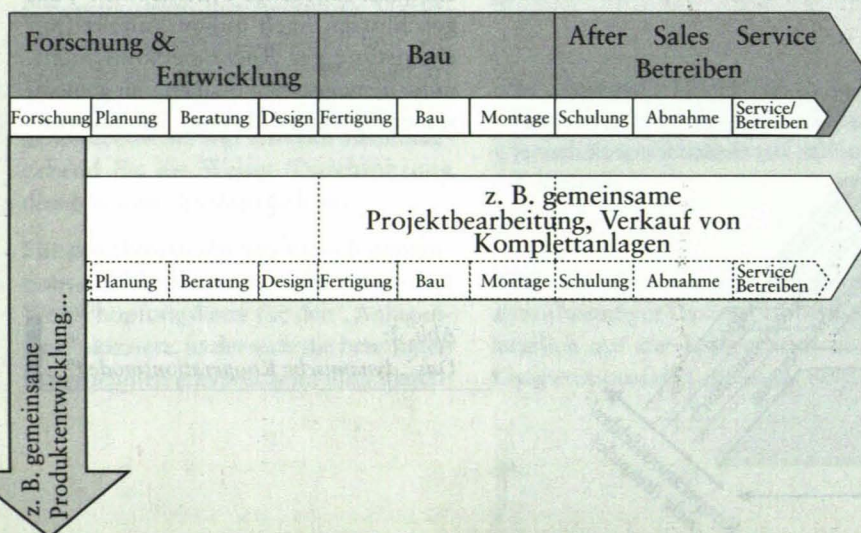 Forschung &
Entwicklung
Bau
After Sales Service
Betreiben
Forschung Planung Beratung Design Fertigung Bau Montage Schulung Abnahme Service/
Betreiben
z. B. gemeinsame
Projektbearbeitung, Verkauf von
Komplettanlagen
Planung Beratung Design Fertigung Bau Montage Schulung Abnahme Service/
Betreiben
z. B. gemeinsame
Produktentwicklung...